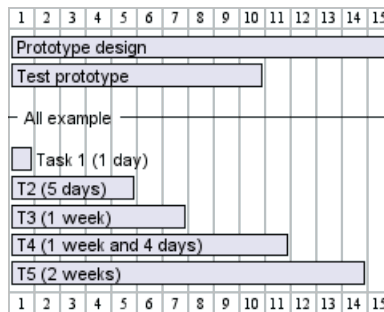 1 2 3 4 5 6 7 8 9 10 11 12 13 14 15
Prototype design
Test prototype
All example
Task 1 (1 day)
T2 (5 days)
T3 (1 week)
T4 (1 week and 4 days)
T5 (2 weeks)
1 2 3 4 5 6 7 8 9 10 11 12 13 14 15